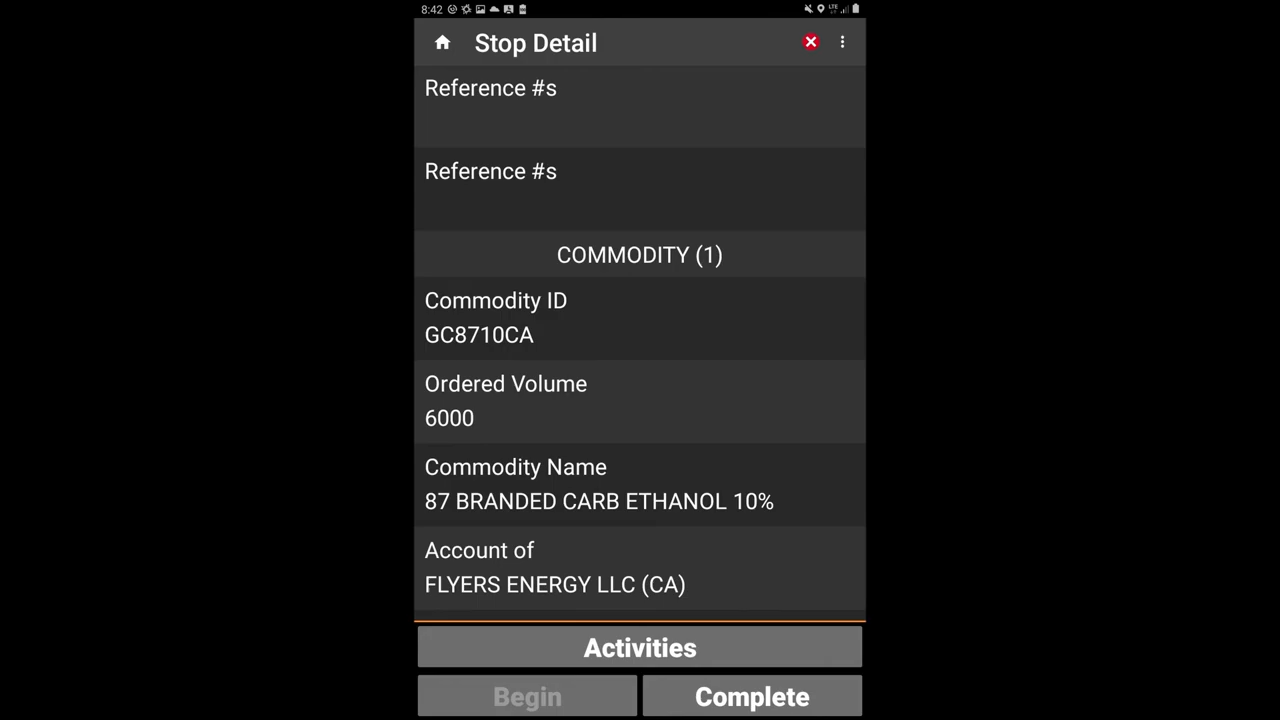 8:42
LTE
Stop Detail
Reference #s
Reference #s
COMMODITY (1)
Commodity ID
GC8710CA
Ordered Volume
6000
Commodity Name
87 BRANDED CARB ETHANOL 10%
Account of
FLYERS ENERGY LLC (CA)
Activities
Begin
Complete